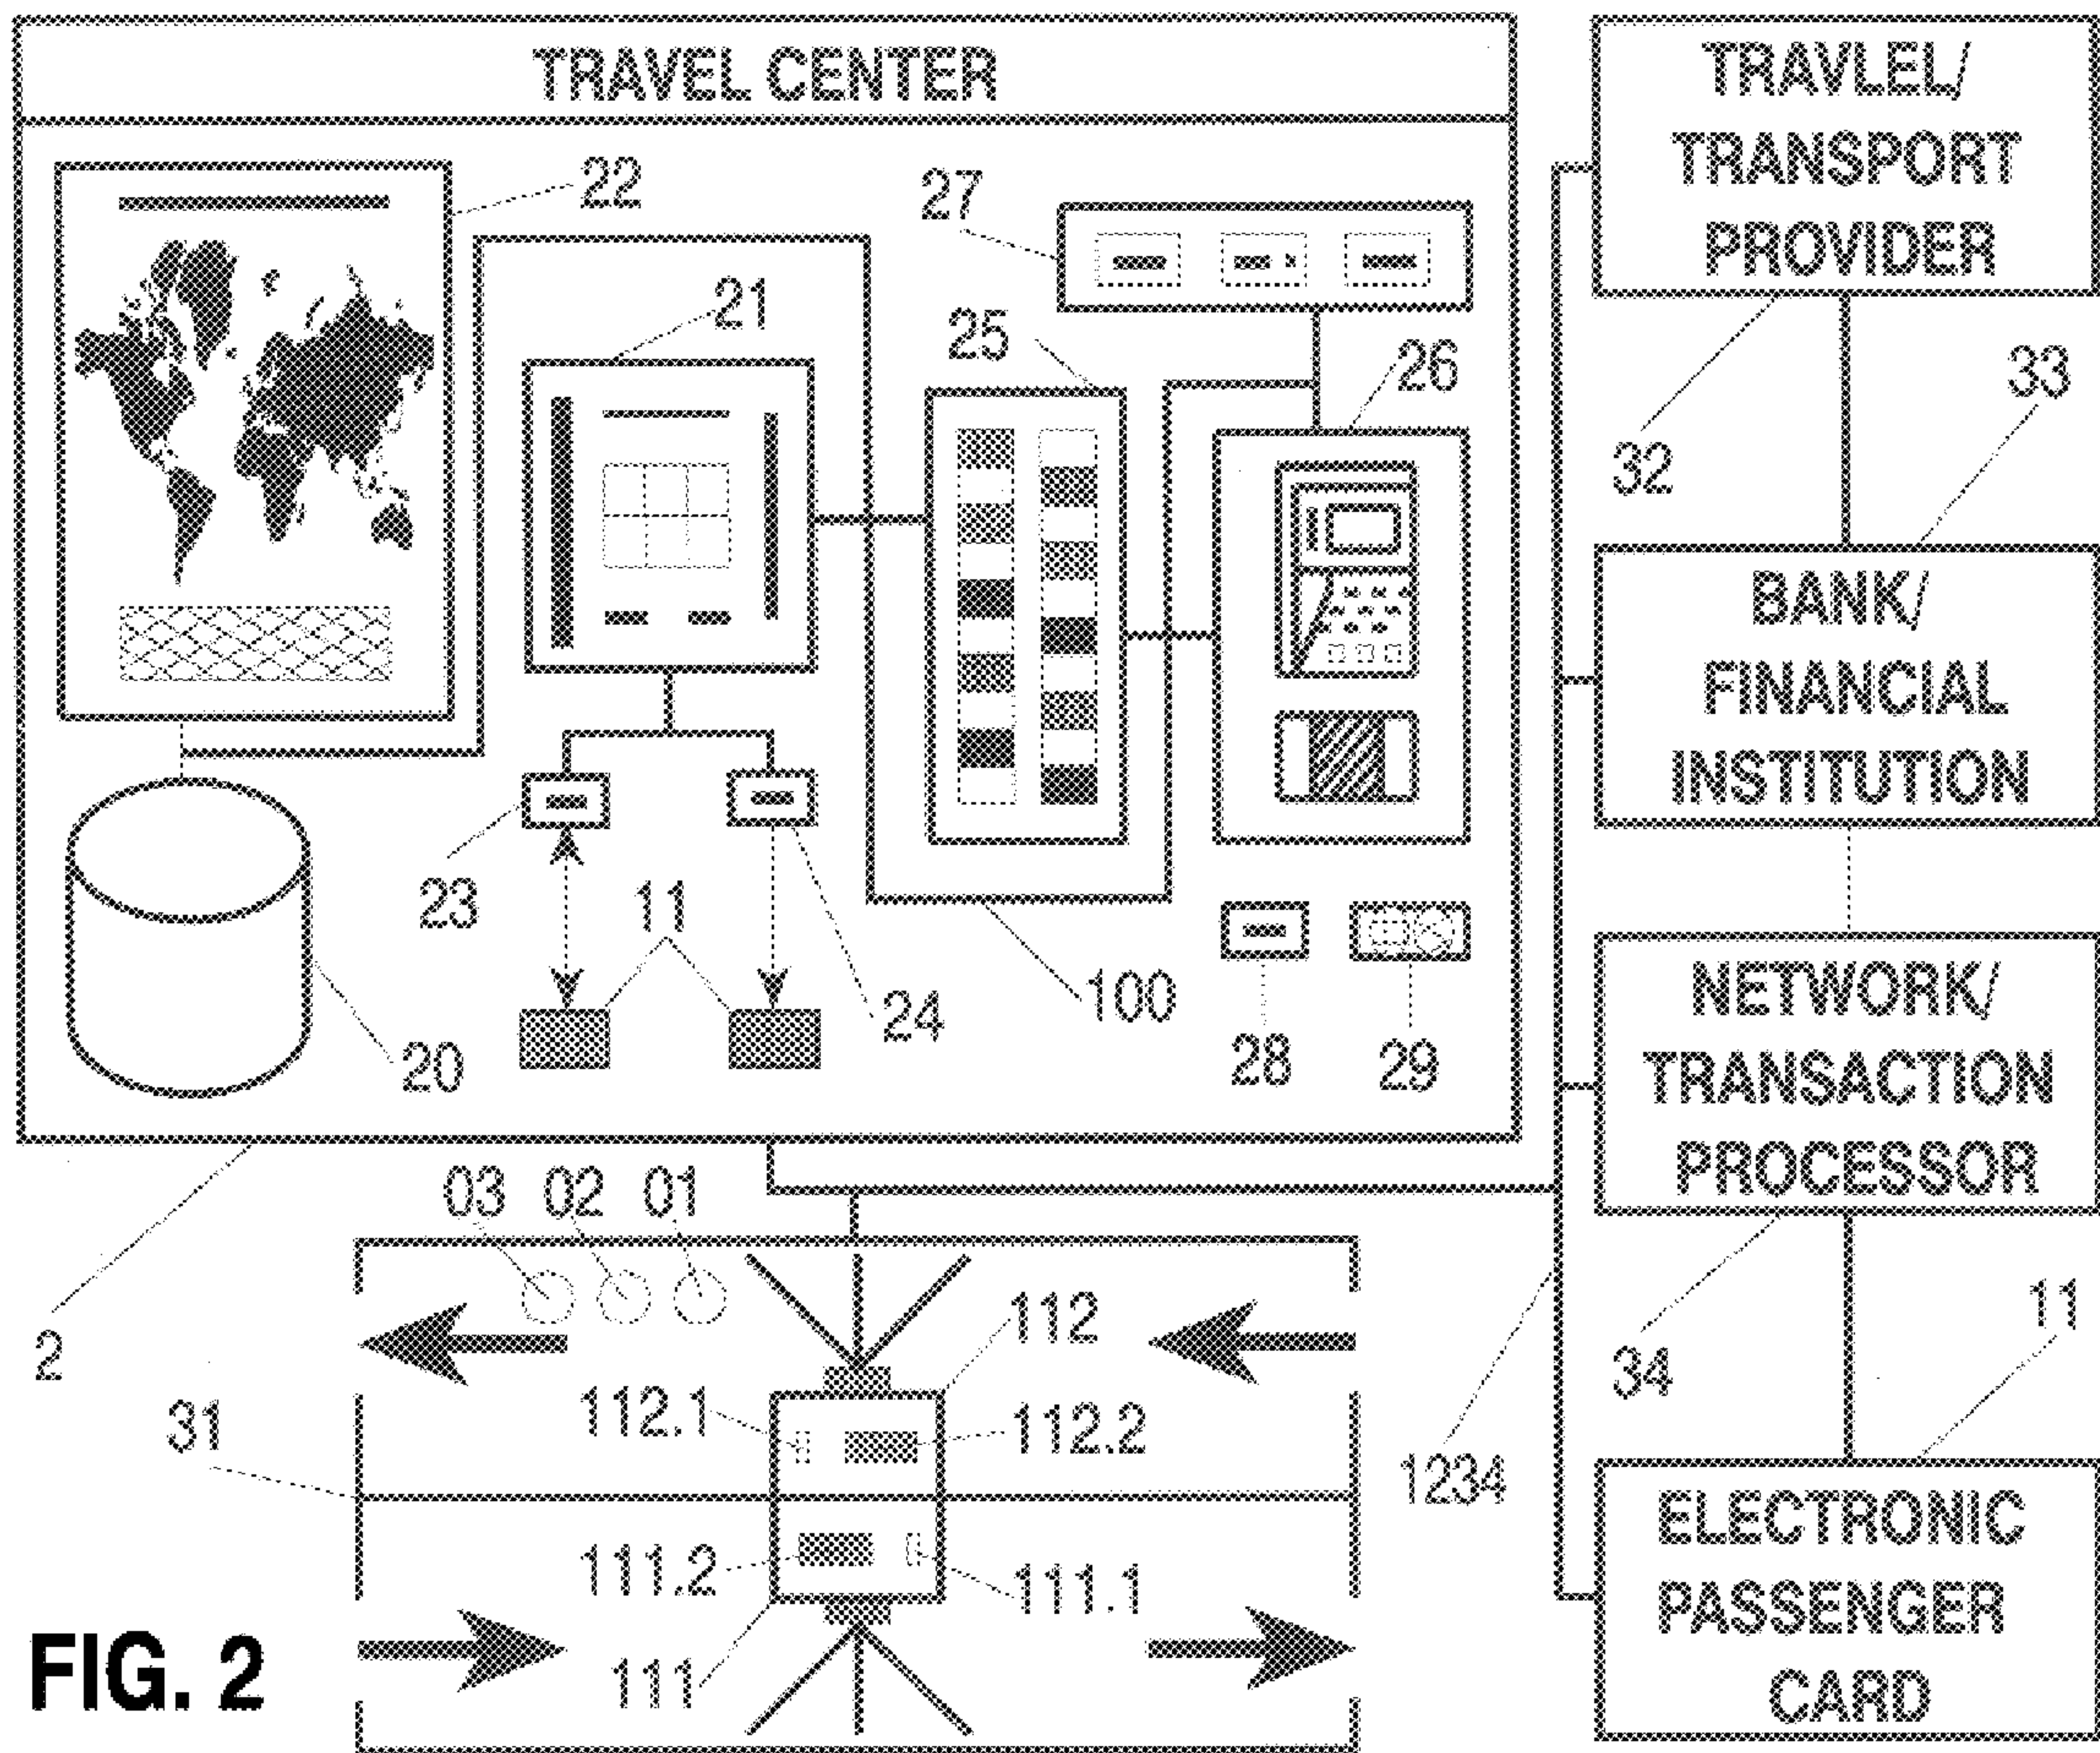 TRAVEL CENTER
22
27
21
25
26
23
11
24
100
20
28
29
TRAVLEL/
TRANSPORT
PROVIDER
32
33
BANK/
FINANCIAL
INSTITUTION
NETWORK/
TRANSACTION
PROCESSOR
34
11
ELECTRONIC
PASSENGER
CARD
1234
2
03 02 01
112
112.1
112.2
31
111.2
111.1
111
FIG. 2